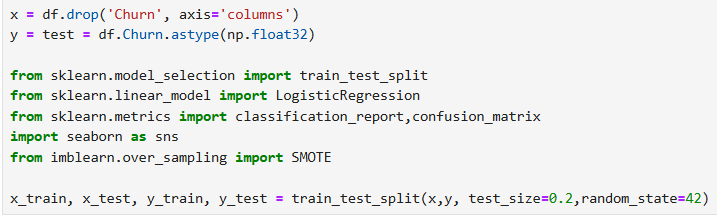 x = df.drop('Churn', axis='columns')
y = test = df.Churn.astype(np.float32)
from sklearn.model_selection import train_test_split
from sklearn.linear_model import LogisticRegression
from sklearn.metrics import classification_report,confusion_matrix
import seaborn as sns
from imblearn.over_sampling import SMOTE
x_train, x_test, y_train, y_test = train_test_split(x,y, test_size=0.2,random_state=42)